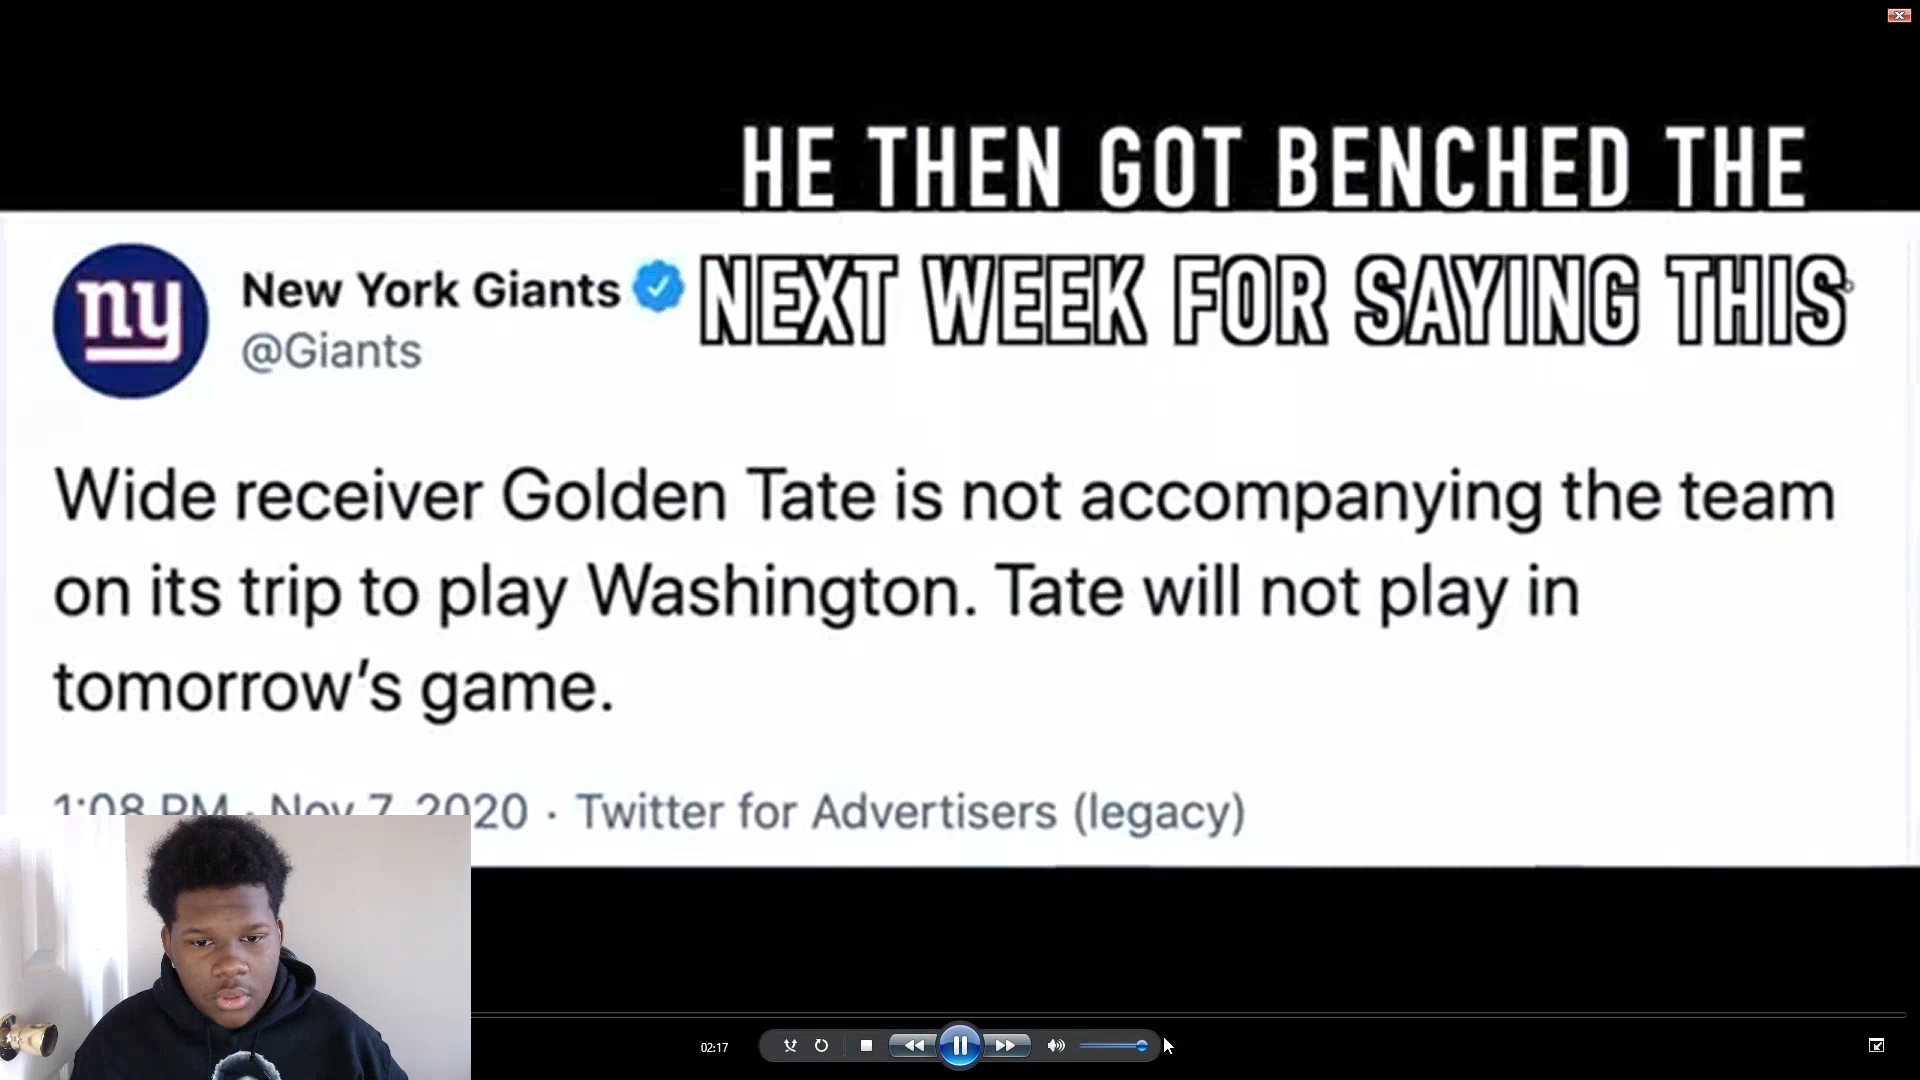 HE THEN GOT BENCHED THE
NEXT WEEK FOR SAYING THIS
ny
New York Giants
@Giants
Wide receiver Golden Tate is not accompanying the team
on its trip to play Washington. Tate will not play in
tomorrow’s game.
1:08 PM · Nov 7, 2020 · Twitter for Advertisers (legacy)
02:17